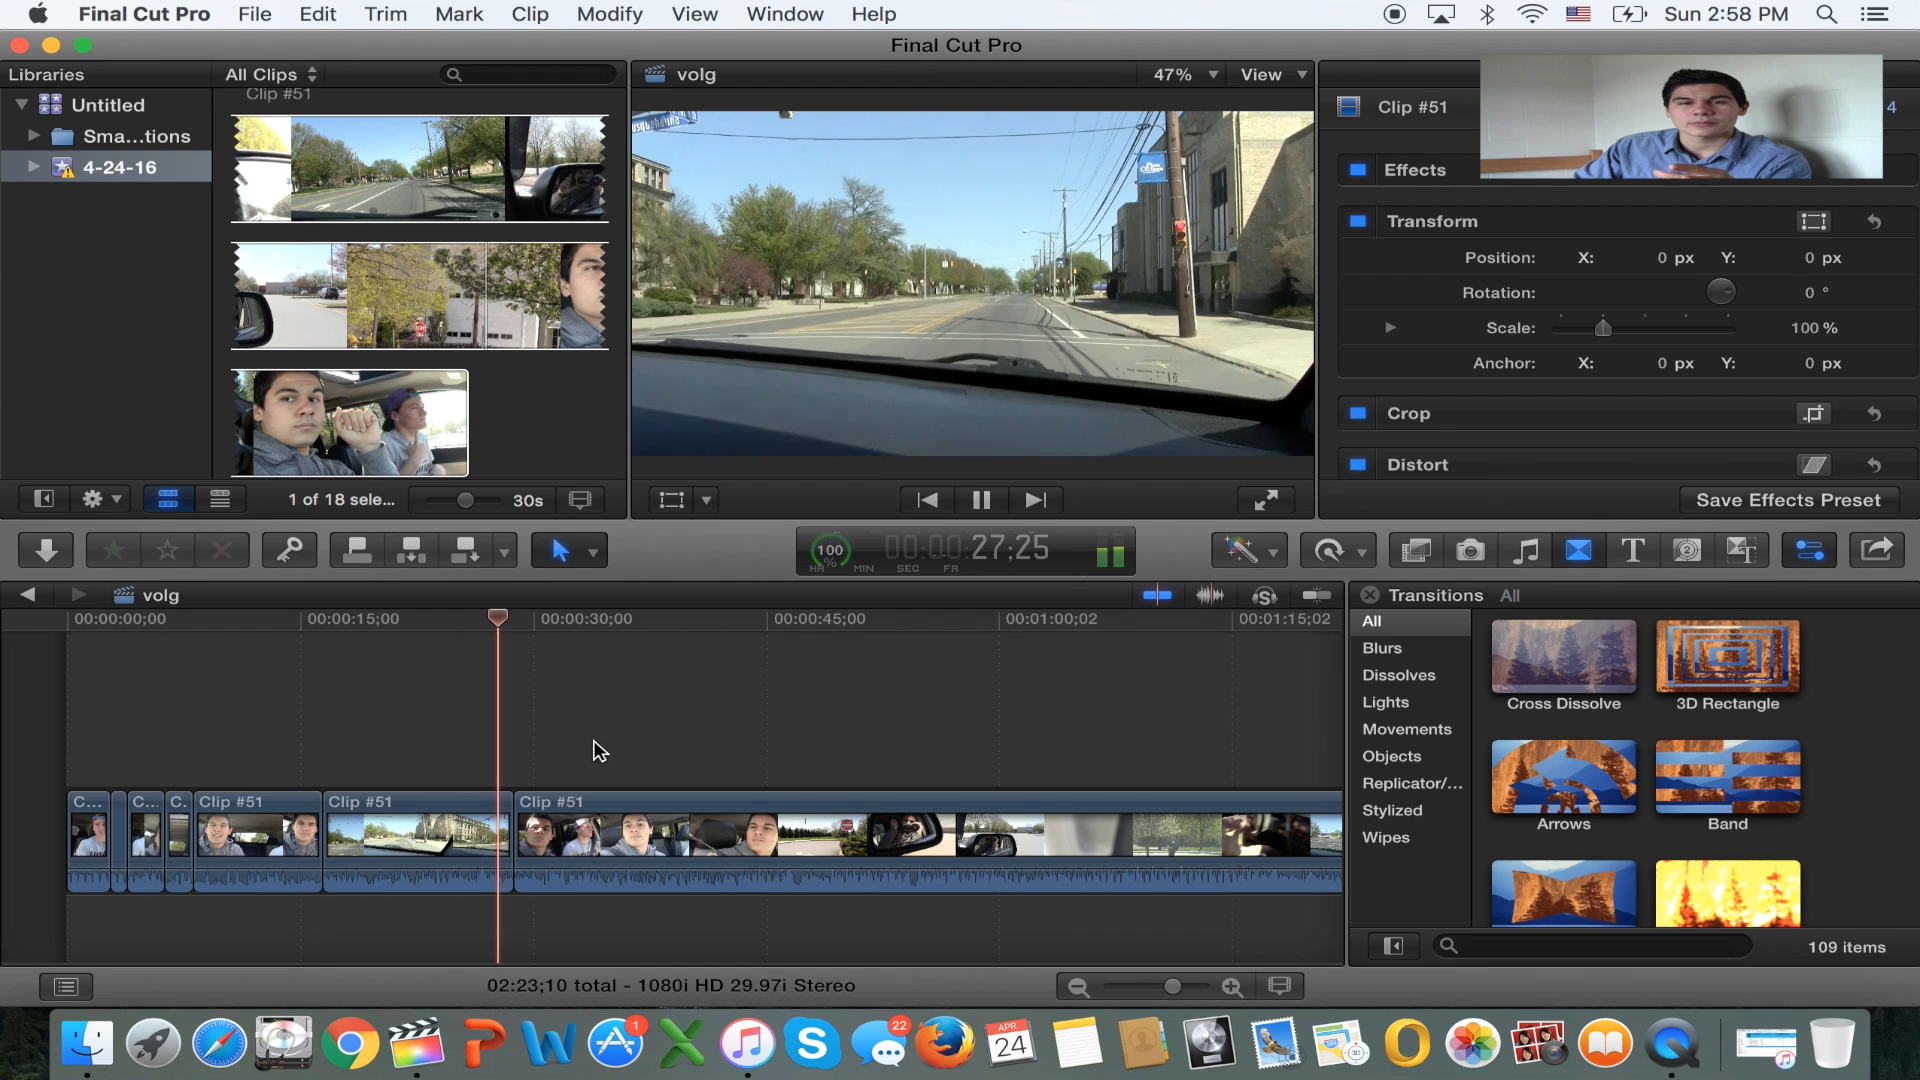 Final Cut Pro File Edit Trim Mark Clip Modify View Window Help Sun 2:58 PM
Final Cut Pro
Libraries
Untitled
Sma...tions
4-24-16
All Clips
Clip #51
1 of 18 sele...
30s
volg
47%
View
Clip #51
4
Effects
Transform
Position: X: 0 px Y: 0 px
Rotation: 0 °
Scale: 100 %
Anchor: X: 0 px Y: 0 px
Crop
Distort
Save Effects Preset
100
%
00:00:27;25
HR MIN SEC FR
volg
00:00:00;00 00:00:15;00 00:00:30;00 00:00:45;00 00:01:00;02 00:01:15;02
C... C... C. Clip #51 Clip #51 Clip #51
Transitions All
All
Blurs
Dissolves
Lights
Movements
Objects
Replicator/...
Stylized
Wipes
Cross Dissolve
3D Rectangle
Arrows
Band
109 items
02:23;10 total - 1080i HD 29.97i Stereo
1
22
APR
24
3D